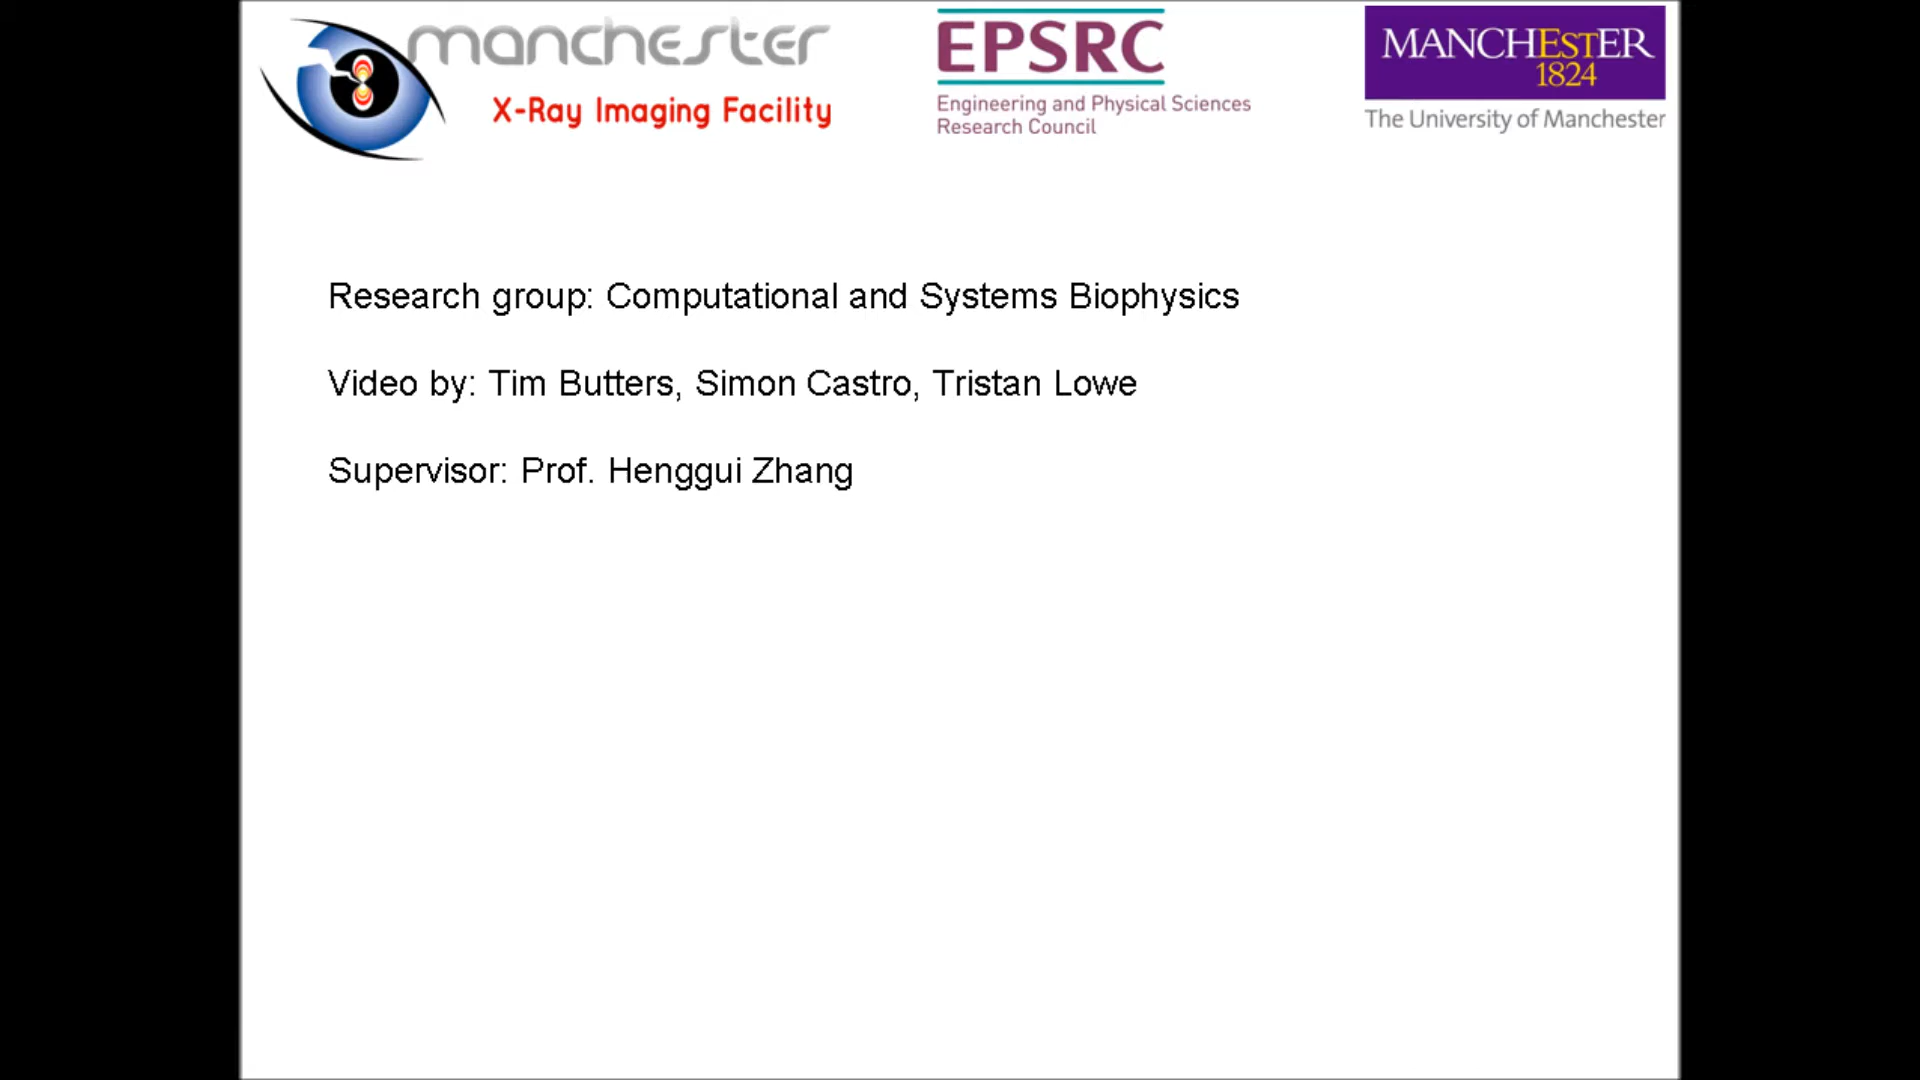 manchester
X-Ray Imaging Facility
EPSRC
Engineering and Physical Sciences
Research Council
MANCHEstER
1824
The University of Manchester
Research group: Computational and Systems Biophysics
Video by: Tim Butters, Simon Castro, Tristan Lowe
Supervisor: Prof. Henggui Zhang